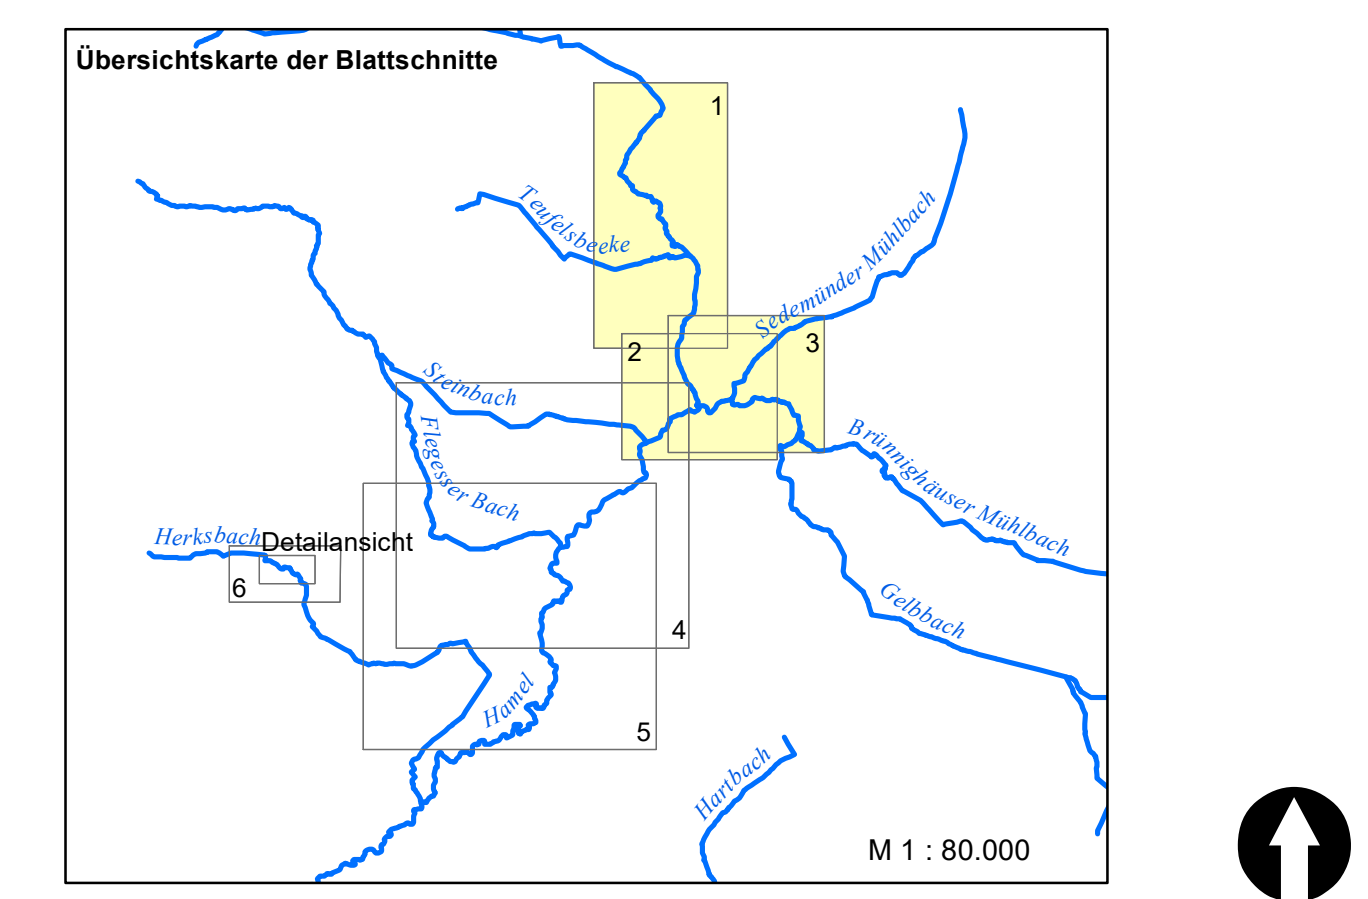 Übersichtskarte der Blattschnitte
1
Teufelsbeeke
Sedemünder Mühlbach
2
3
Steinbach
Flegesser Bach
Brünnighäuser Mühlbach
Herksbach
Detailansicht
6
Gelbbach
4
Hamel
5
Hartbach
M 1 : 80.000